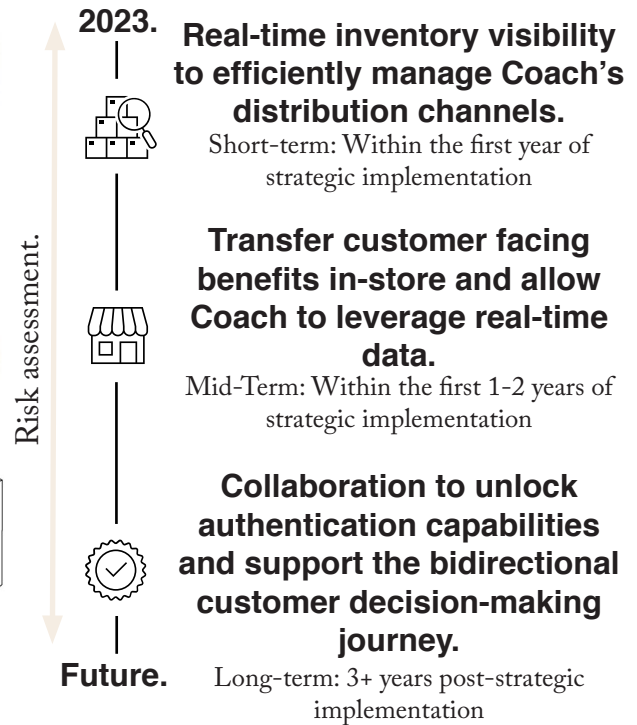 2023.
Real-time inventory visibility
to efficiently manage Coach's
distribution channels.
Short-term: Within the first year of
strategic implementation
Risk assessment.
Transfer customer facing
benefits in-store and allow
Coach to leverage real-time
data.
Mid-Term: Within the first 1-2 years of
strategic implementation
Collaboration to unlock
authentication capabilities
and support the bidirectional
customer decision-making
journey.
Future.
Long-term: 3+ years post-strategic
implementation